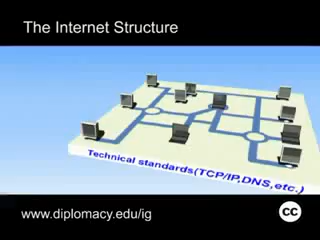 The Internet Structure
Technical standards(TCP/IP,DNS,etc.)
www.diplomacy.edu/ig
cc